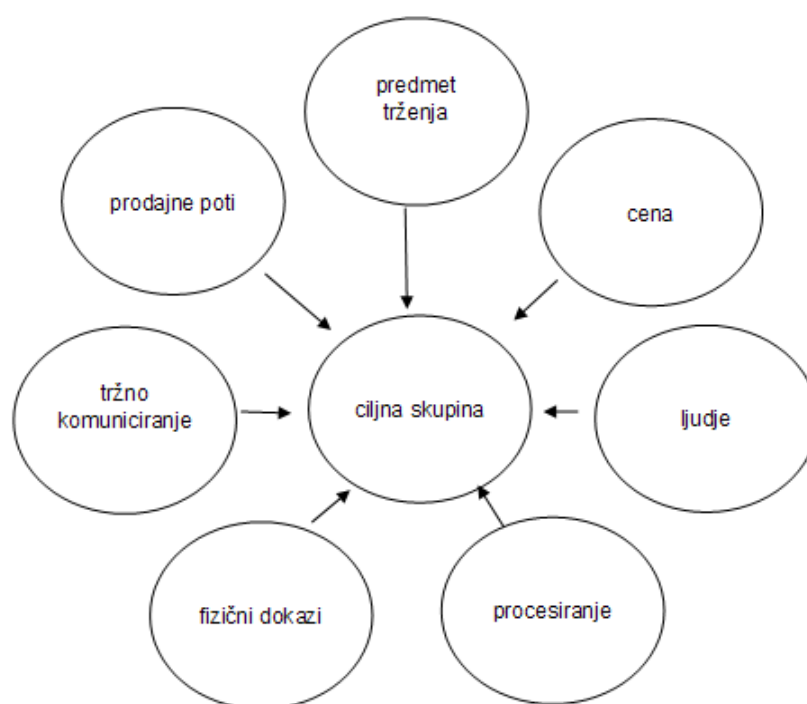 predmet
trženja
prodajne poti
cena
tržno
komuniciranje
ciljna skupina
ljudje
fizični dokazi
procesiranje